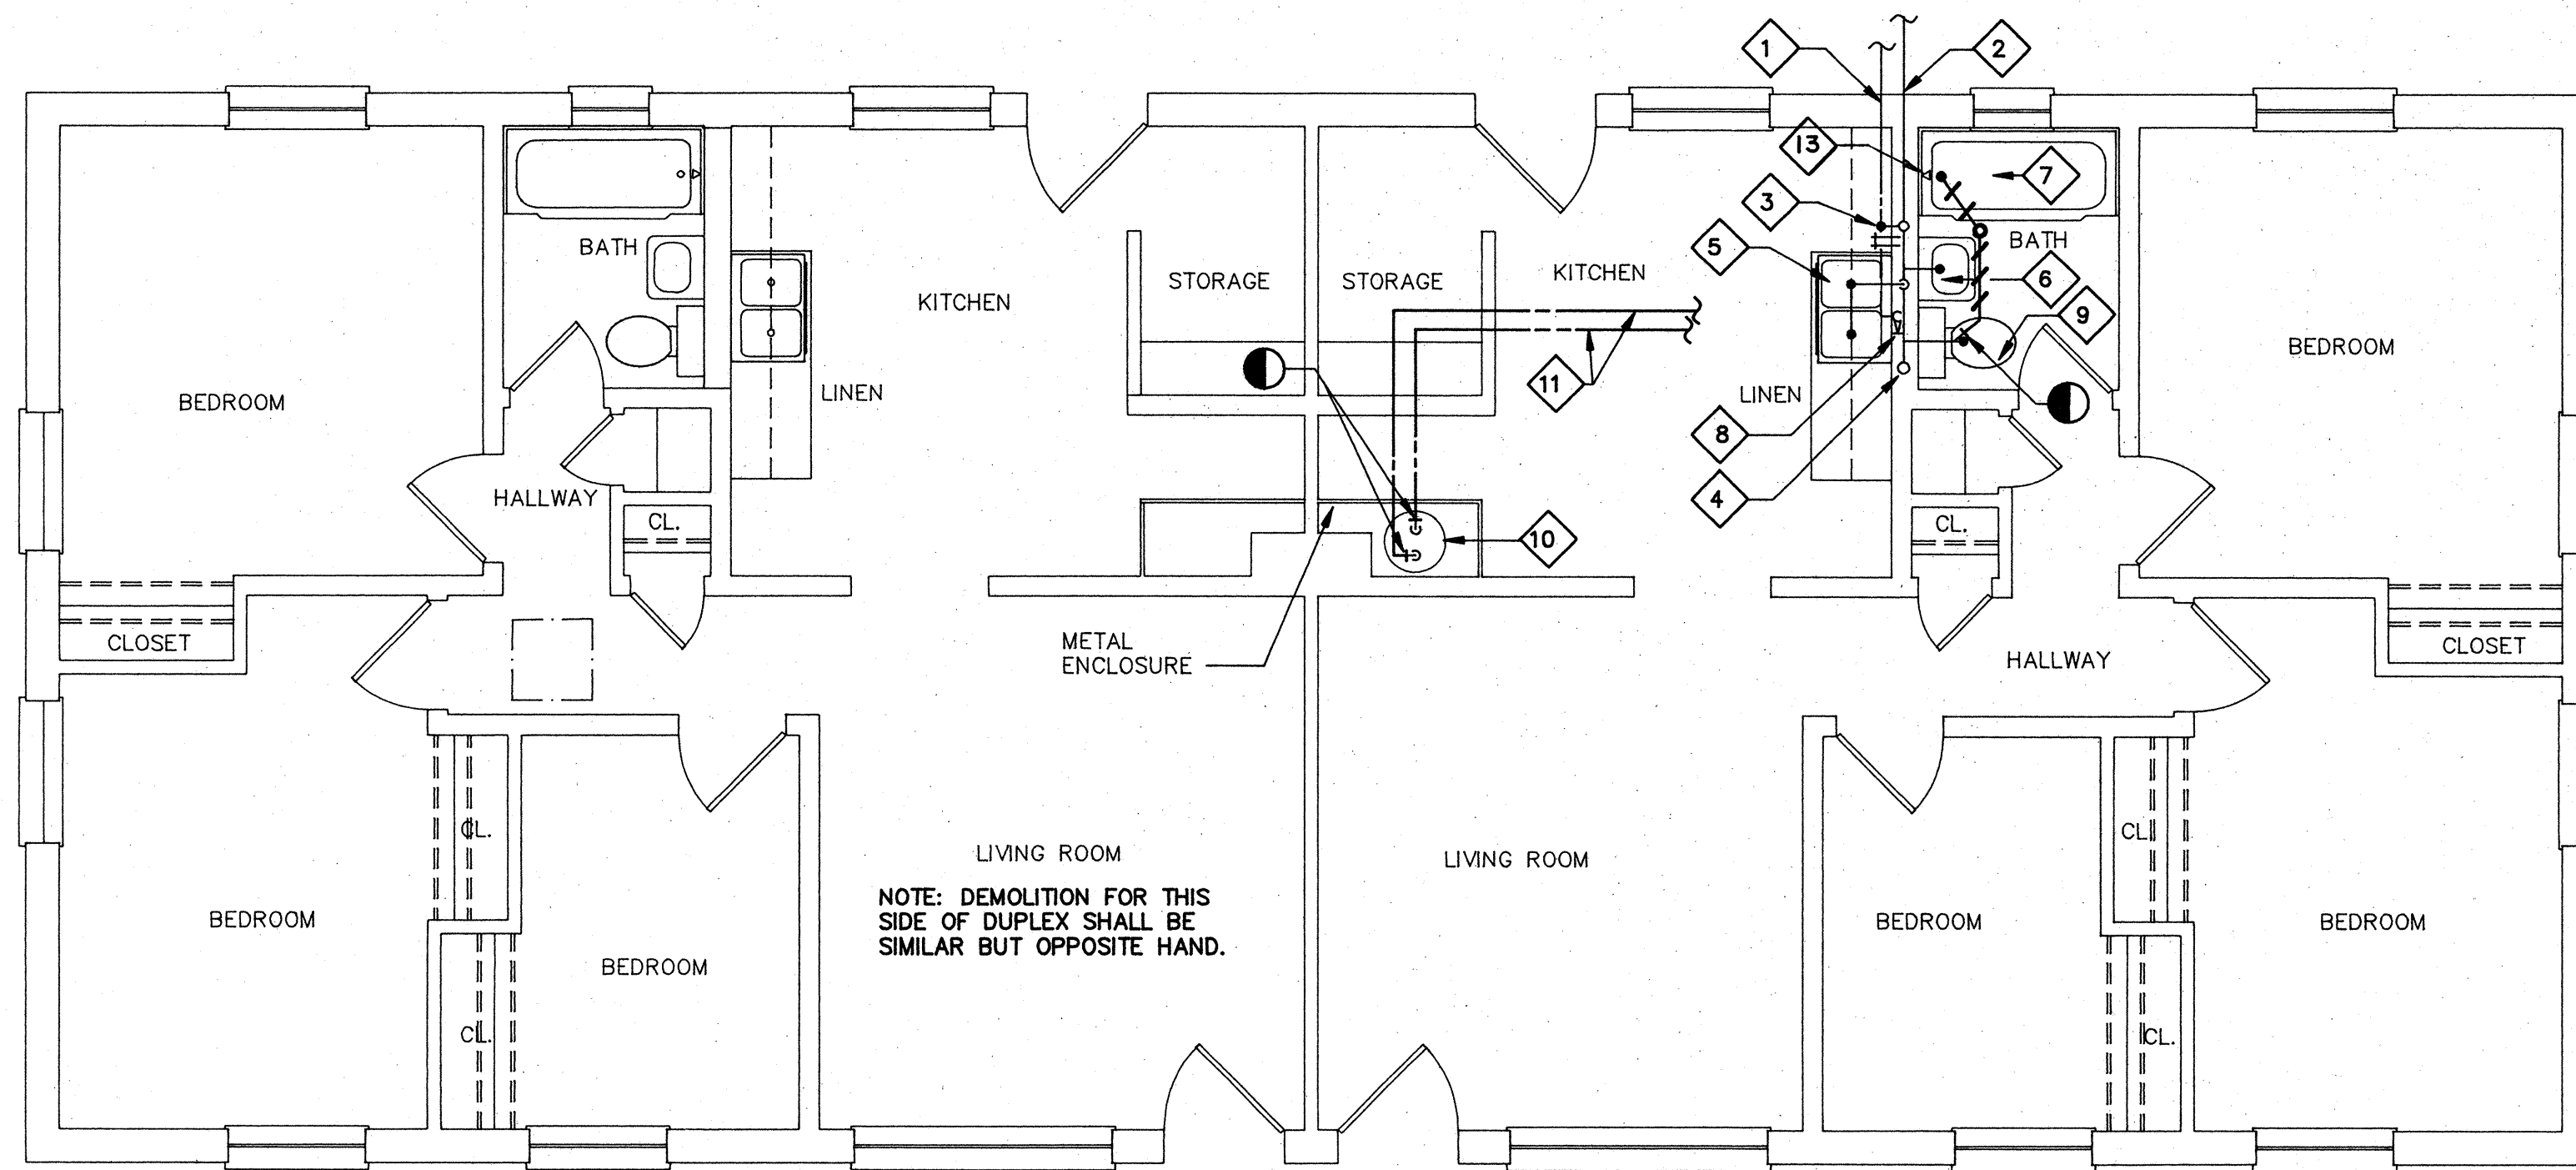 1
2
13
7
3
5
6
9
BATH
BATH
STORAGE
STORAGE
KITCHEN
KITCHEN
BEDROOM
LINEN
11
LINEN
BEDROOM
8
4
HALLWAY
CL.
CL.
10
CLOSET
METAL
ENCLOSURE
HALLWAY
CLOSET
CL.
CL.
LIVING ROOM
LIVING ROOM
NOTE: DEMOLITION FOR THIS
SIDE OF DUPLEX SHALL BE
SIMILAR BUT OPPOSITE HAND.
BEDROOM
BEDROOM
BEDROOM
BEDROOM
CL.
CL.